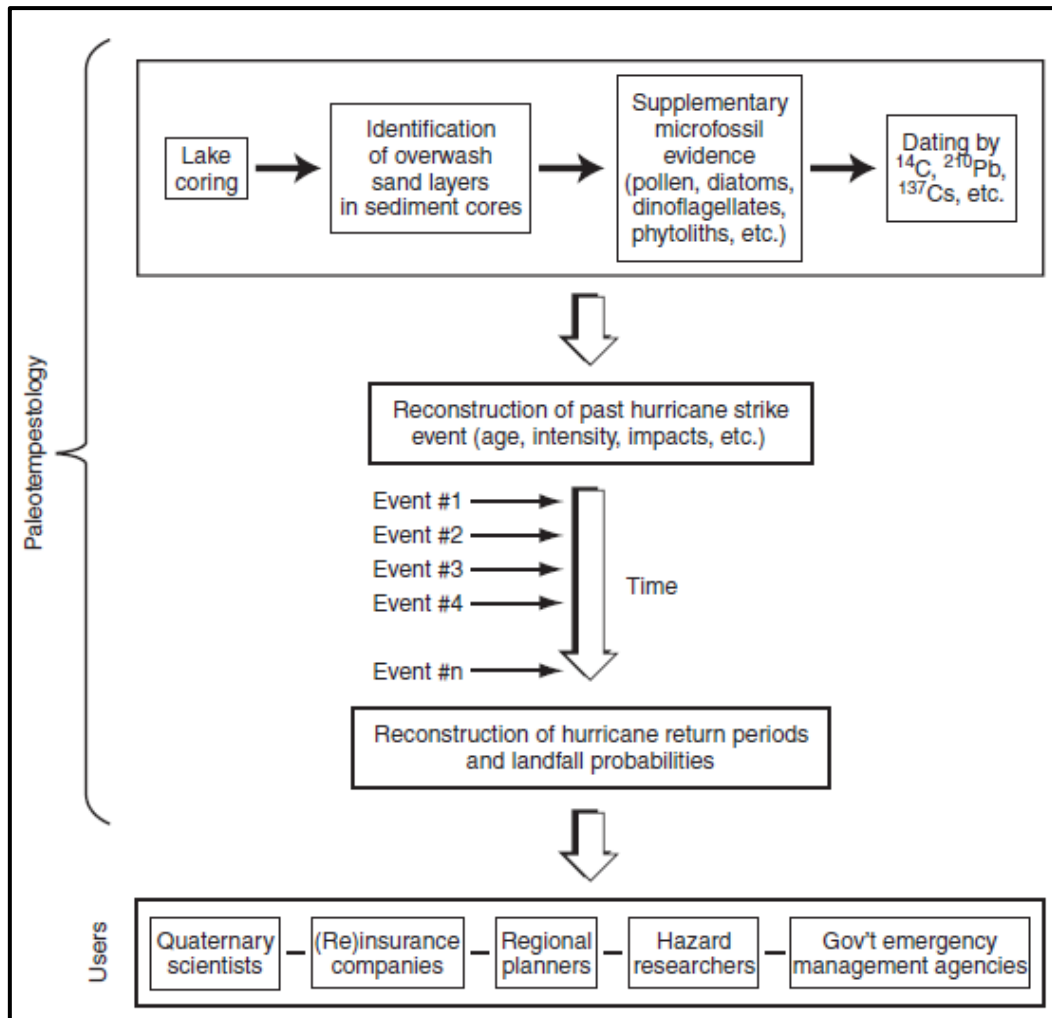 Paleotempestology
Lake
coring
Identification
of overwash
sand layers
in sediment cores
Supplementary
microfossil
evidence
(pollen, diatoms,
dinoflagellates,
phytoliths, etc.)
Dating by
¹⁴C, ²¹⁰Pb,
¹³⁷Cs, etc.
Reconstruction of past hurricane strike
event (age, intensity, impacts, etc.)
Event #1
Event #2
Event #3
Event #4
Event #n
Time
Reconstruction of hurricane return periods
and landfall probabilities
Users
Quaternary
scientists
(Re)insurance
companies
Regional
planners
Hazard
researchers
Gov't emergency
management agencies